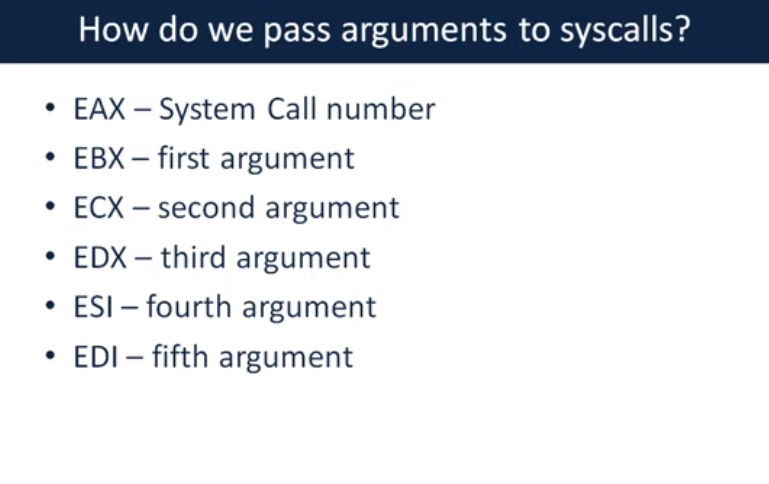 How do we pass arguments to syscalls?
• EAX – System Call number
• EBX – first argument
• ECX – second argument
• EDX – third argument
• ESI – fourth argument
• EDI – fifth argument